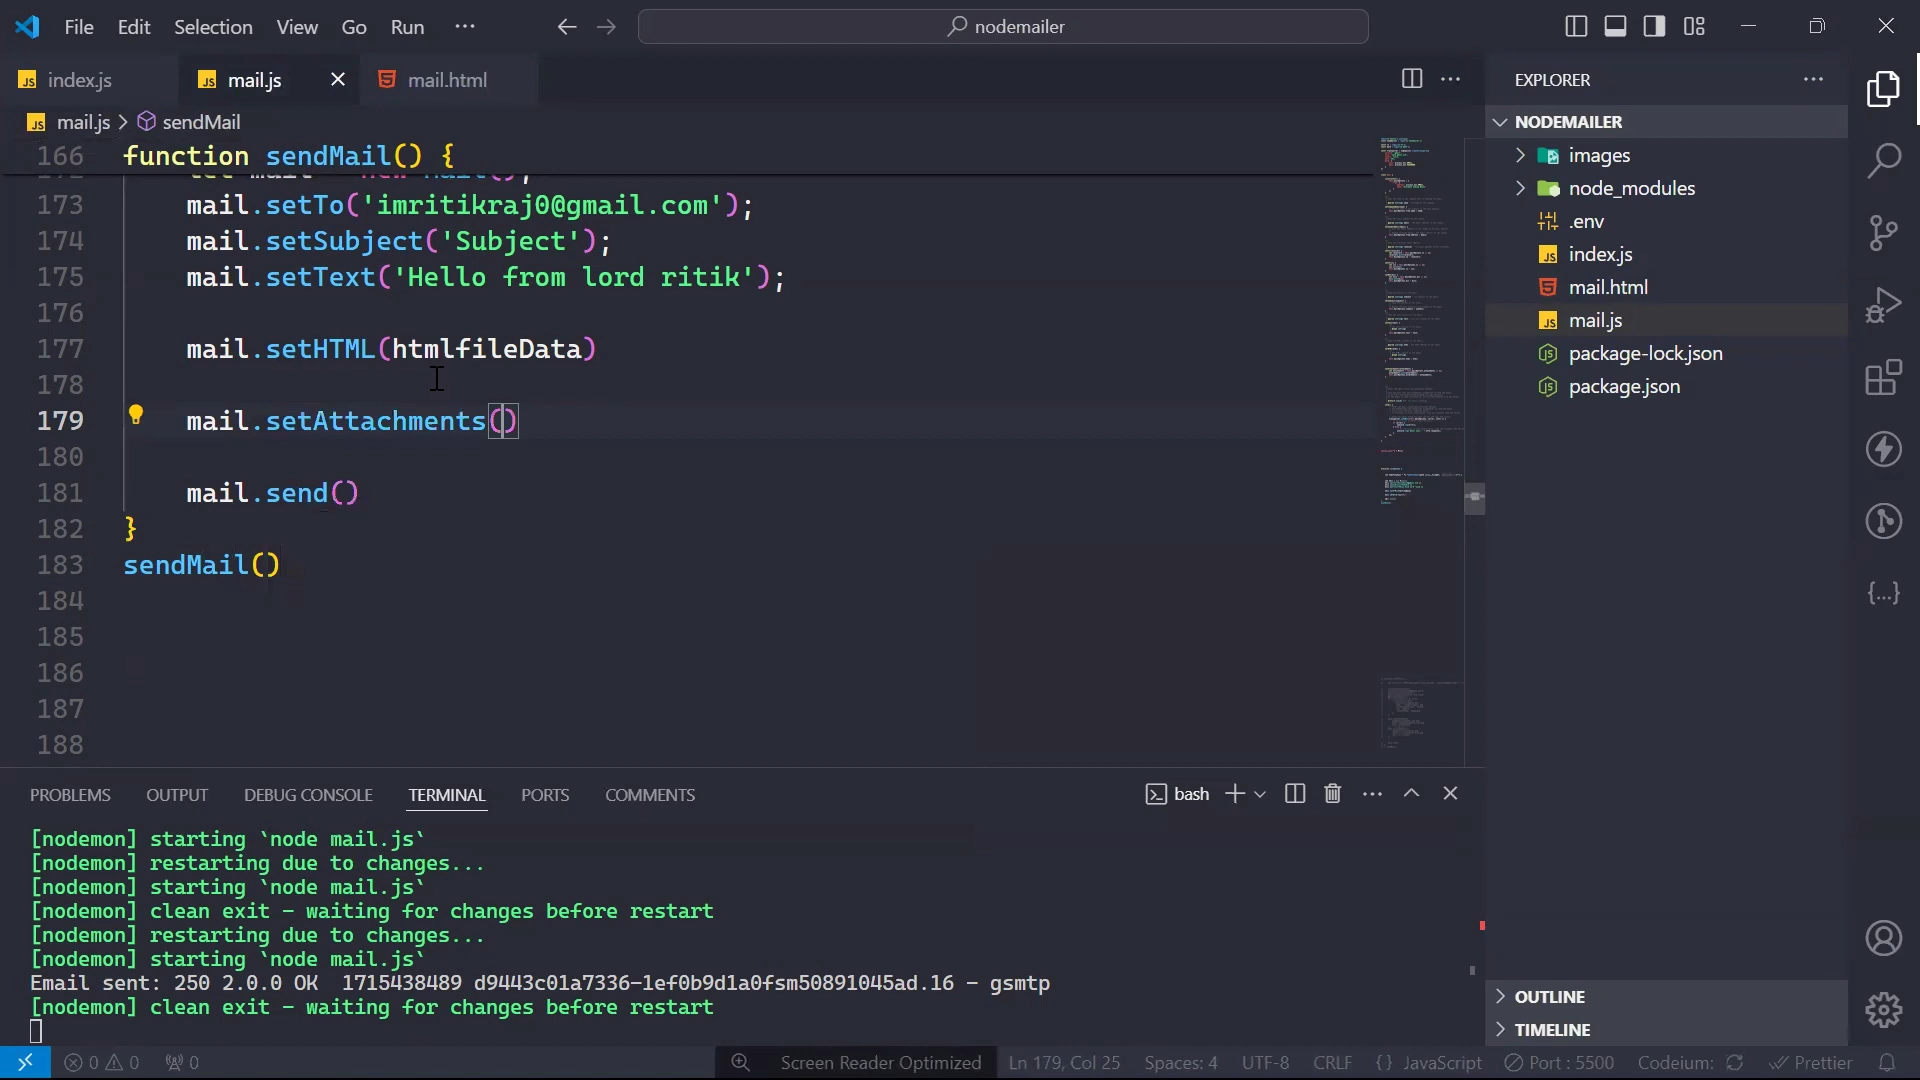 File Edit Selection View Go Run ···
nodemailer
index.js
mail.js
mail.html
mail.js > sendMail
166 function sendMail() {
173 mail.setTo('imritikraj0@gmail.com');
174 mail.setSubject('Subject');
175 mail.setText('Hello from lord ritik');
176
177 mail.setHTML(htmlfileData)
178
179 mail.setAttachments()
180
181 mail.send()
182 }
183 sendMail()
184
185
186
187
188
EXPLORER
NODEMAILER
images
node_modules
.env
index.js
mail.html
mail.js
package-lock.json
package.json
OUTLINE
TIMELINE
PROBLEMS OUTPUT DEBUG CONSOLE TERMINAL PORTS COMMENTS
bash
[nodemon] starting `node mail.js`
[nodemon] restarting due to changes...
[nodemon] starting `node mail.js`
[nodemon] clean exit - waiting for changes before restart
[nodemon] restarting due to changes...
[nodemon] starting `node mail.js`
Email sent: 250 2.0.0 OK  1715438489 d9443c01a7336-1ef0b9d1a0fsm50891045ad.16 - gsmtp
[nodemon] clean exit - waiting for changes before restart
0 0 0 Screen Reader Optimized Ln 179, Col 25 Spaces: 4 UTF-8 CRLF {} JavaScript Port : 5500 Codeium: Prettier